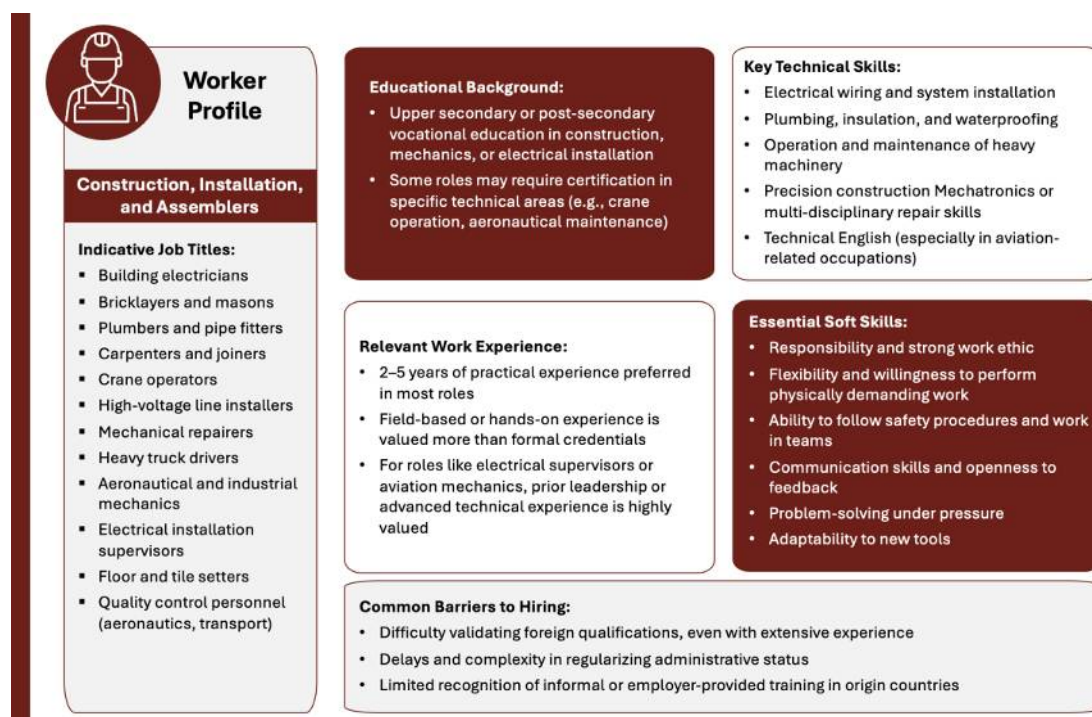 Worker
Profile
Construction, Installation,
and Assemblers
Indicative Job Titles:
▪ Building electricians
▪ Bricklayers and masons
▪ Plumbers and pipe fitters
▪ Carpenters and joiners
▪ Crane operators
▪ High-voltage line installers
▪ Mechanical repairers
▪ Heavy truck drivers
▪ Aeronautical and industrial
mechanics
▪ Electrical installation
supervisors
▪ Floor and tile setters
▪ Quality control personnel
(aeronautics, transport)
Educational Background:
• Upper secondary or post-secondary
vocational education in construction,
mechanics, or electrical installation
• Some roles may require certification in
specific technical areas (e.g., crane
operation, aeronautical maintenance)
Key Technical Skills:
• Electrical wiring and system installation
• Plumbing, insulation, and waterproofing
• Operation and maintenance of heavy
machinery
• Precision construction Mechatronics or
multi-disciplinary repair skills
• Technical English (especially in aviation-
related occupations)
Relevant Work Experience:
• 2–5 years of practical experience preferred
in most roles
• Field-based or hands-on experience is
valued more than formal credentials
• For roles like electrical supervisors or
aviation mechanics, prior leadership or
advanced technical experience is highly
valued
Essential Soft Skills:
• Responsibility and strong work ethic
• Flexibility and willingness to perform
physically demanding work
• Ability to follow safety procedures and work
in teams
• Communication skills and openness to
feedback
• Problem-solving under pressure
• Adaptability to new tools
Common Barriers to Hiring:
• Difficulty validating foreign qualifications, even with extensive experience
• Delays and complexity in regularizing administrative status
• Limited recognition of informal or employer-provided training in origin countries